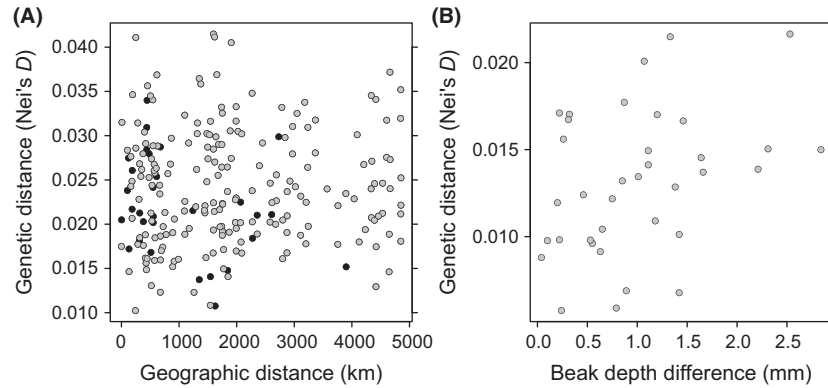 (A)
Genetic distance (Nei's D)
0.040
0.035
0.030
0.025
0.020
0.015
0.010
0 1000 2000 3000 4000 5000
Geographic distance (km)
(B)
Genetic distance (Nei's D)
0.020
0.015
0.010
0.0 0.5 1.0 1.5 2.0 2.5
Beak depth difference (mm)